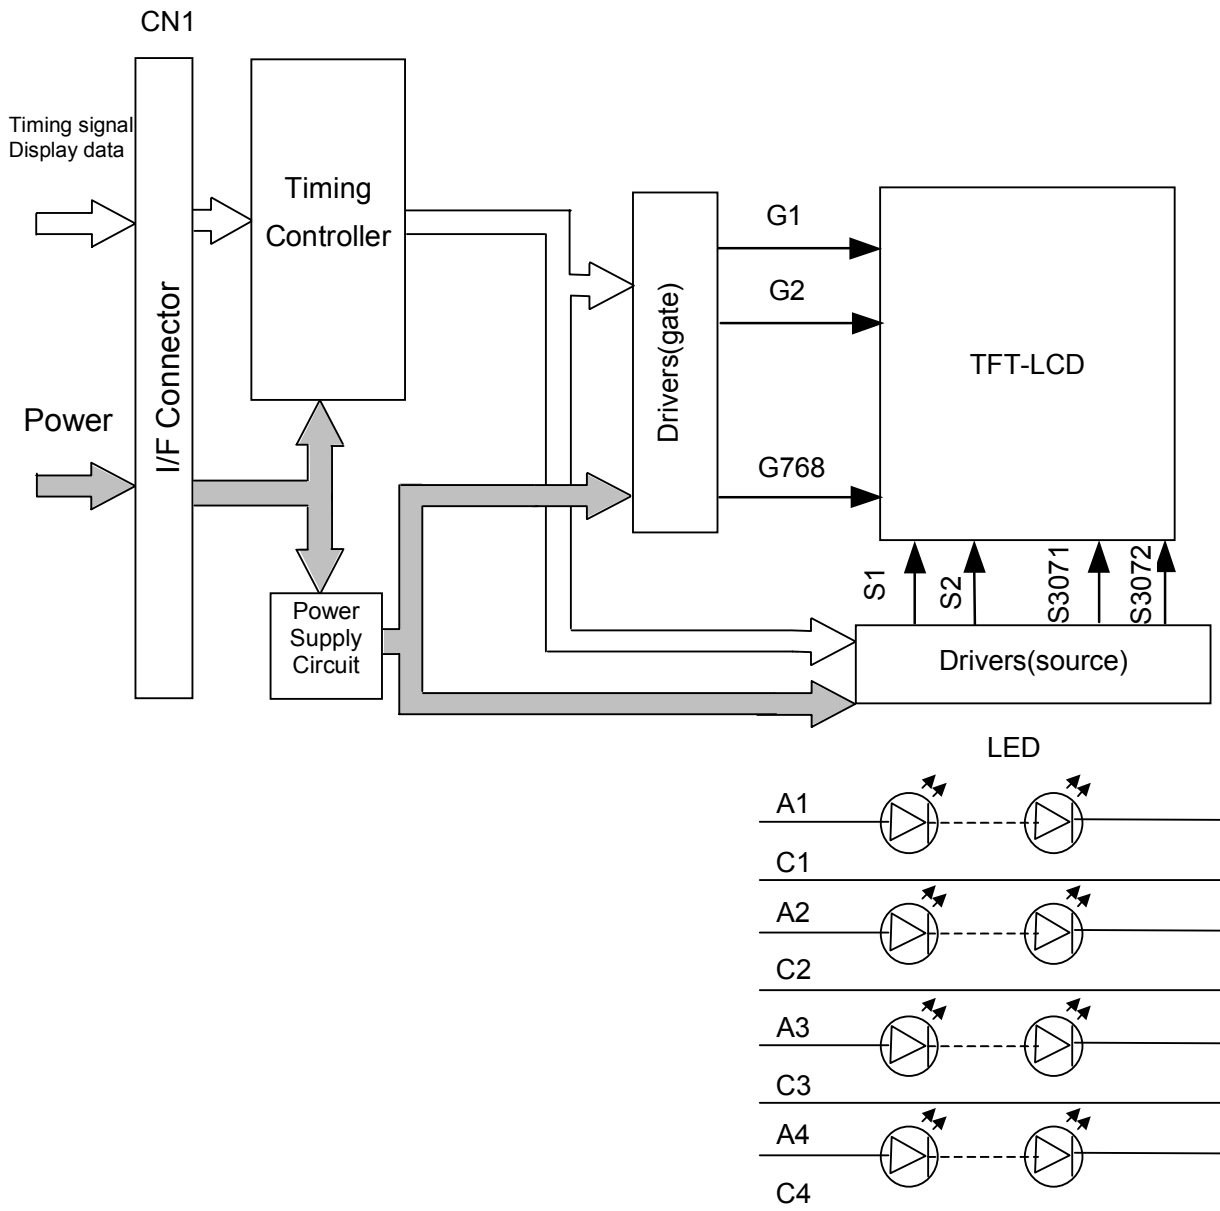 CN1
Timing signal
Display data
Power
I/F Connector
Timing
Controller
Power
Supply
Circuit
Drivers(gate)
G1
G2
G768
TFT-LCD
S1
S2
S3071
S3072
Drivers(source)
LED
A1
C1
A2
C2
A3
C3
A4
C4